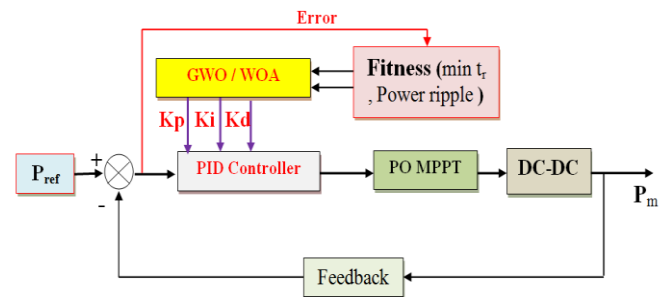 Error
GWO / WOA
Fitness (min tr
, Power ripple )
Kp Ki Kd
Pref
+
-
PID Controller
PO MPPT
DC-DC
Pm
Feedback